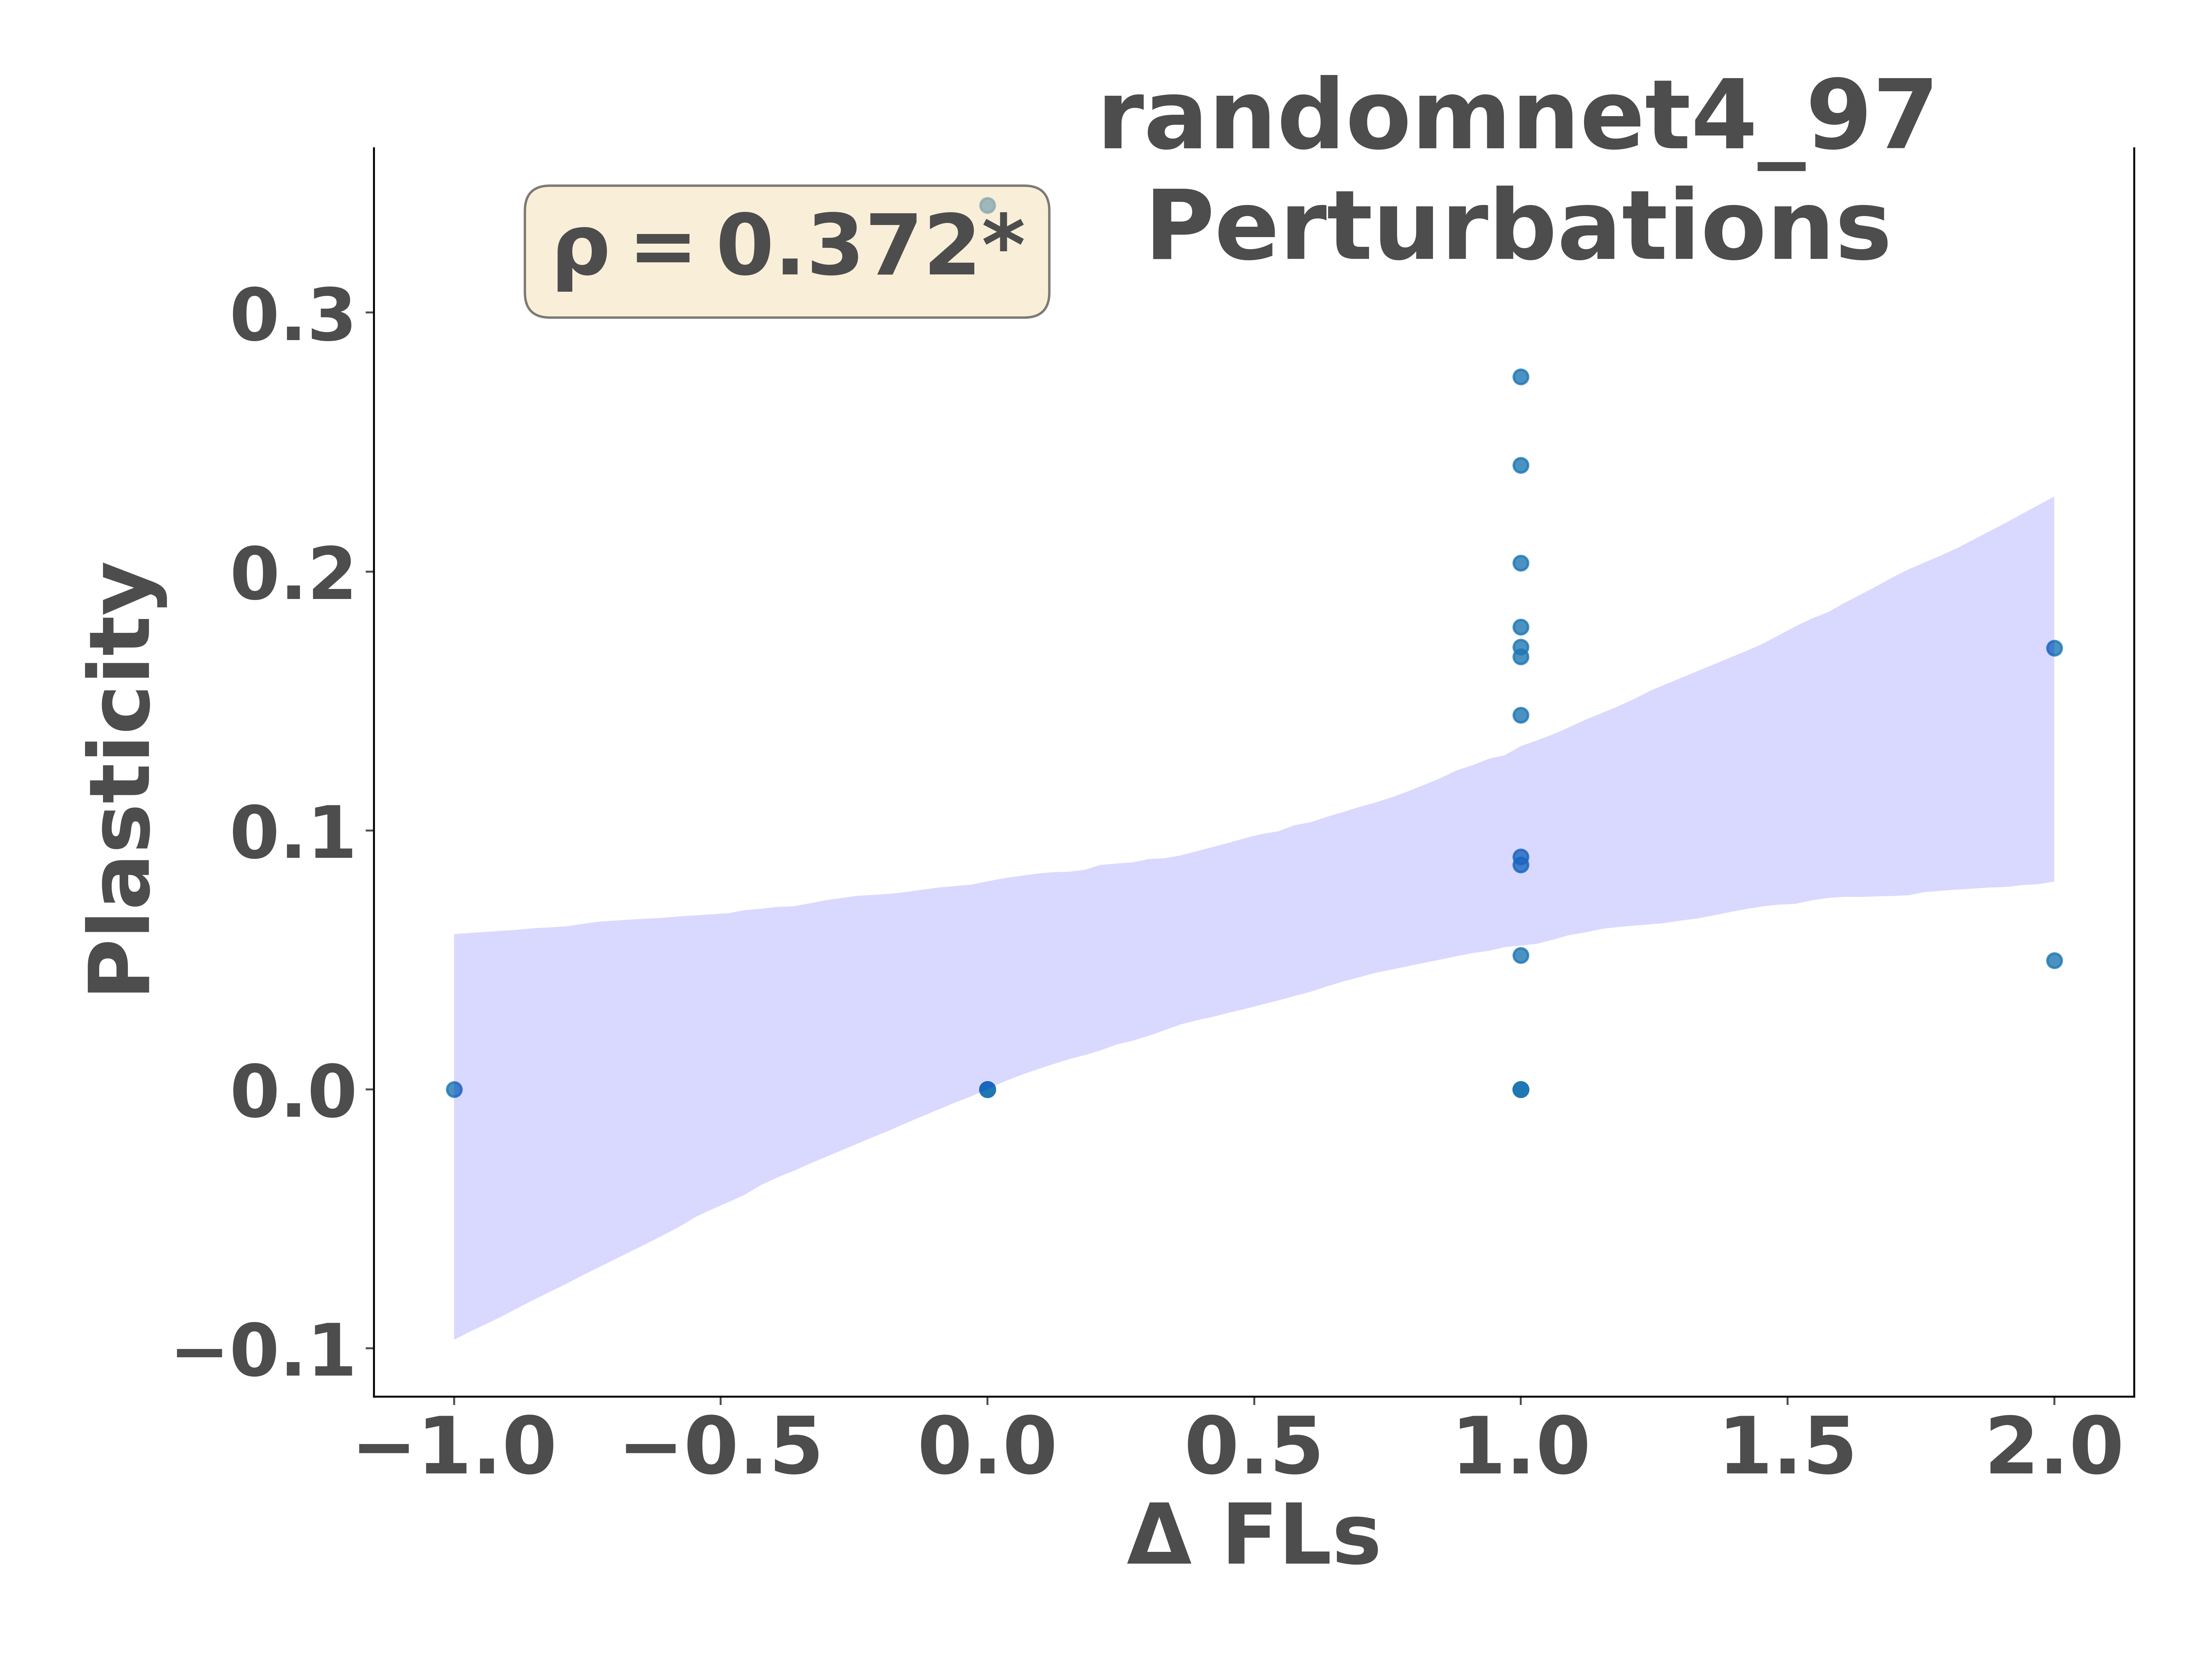 randomnet4_97
Perturbations
ρ = 0.372*
Plasticity
0.3
0.2
0.1
0.0
−0.1
−1.0 −0.5 0.0 0.5 1.0 1.5 2.0
Δ FLs